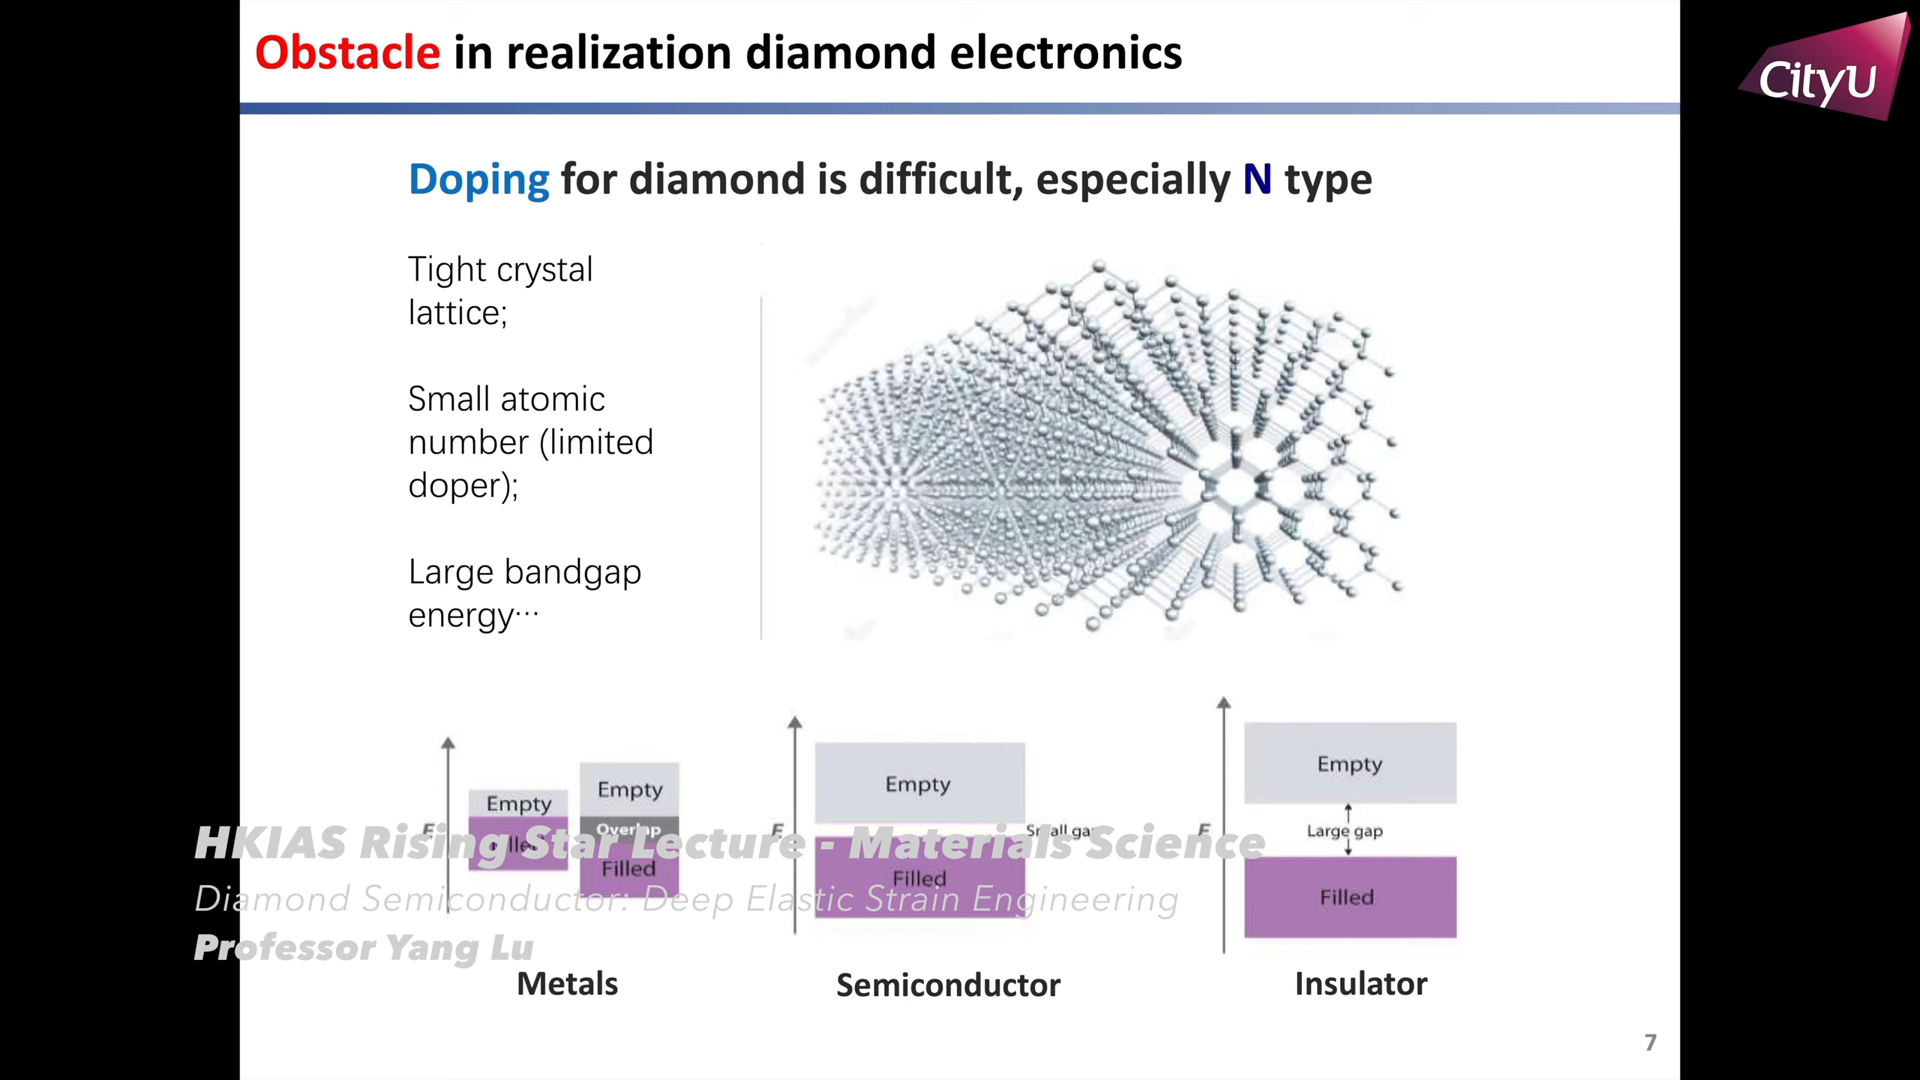 Obstacle in realization diamond electronics
CityU
Doping for diamond is difficult, especially N type
Tight crystal
lattice;
Small atomic
number (limited
doper);
Large bandgap
energy…
Empty
Filled
Empty
Overlap
Filled
E
Empty
Small gap
Filled
E
Empty
Large gap
Filled
E
HKIAS Rising Star Lecture - Materials Science
Diamond Semiconductor: Deep Elastic Strain Engineering
Professor Yang Lu
Metals
Semiconductor
Insulator
7